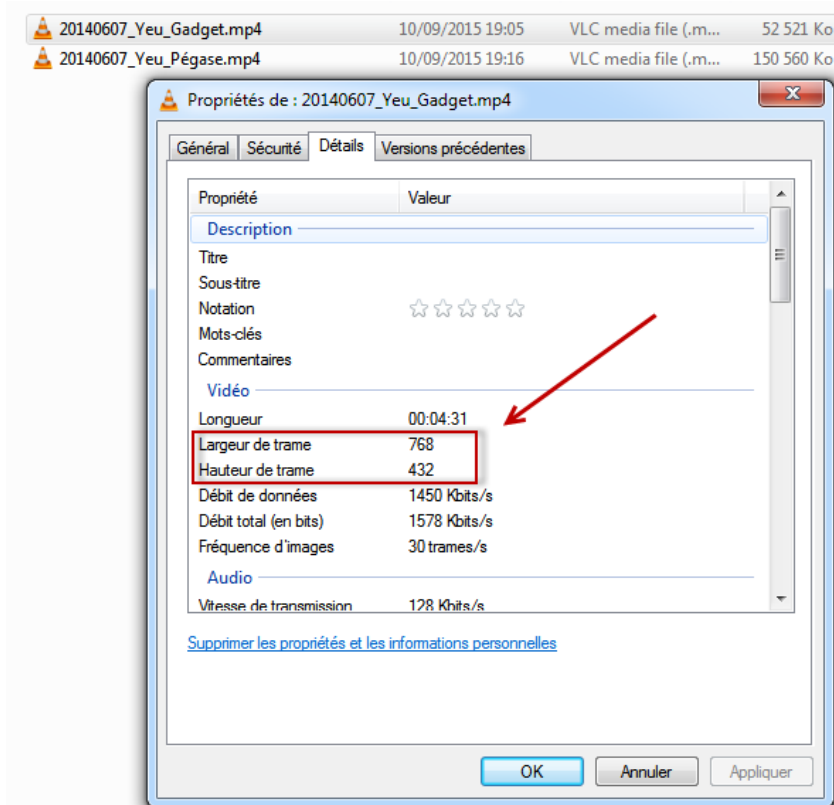 20140607_Yeu_Gadget.mp4 10/09/2015 19:05 VLC media file (.m... 52 521 Ko
20140607_Yeu_Pégase.mp4 10/09/2015 19:16 VLC media file (.m... 150 560 Ko
Propriétés de : 20140607_Yeu_Gadget.mp4
Général Sécurité Détails Versions précédentes
Propriété Valeur
Description
Titre
Sous-titre
Notation
Mots-clés
Commentaires
Vidéo
Longueur 00:04:31
Largeur de trame 768
Hauteur de trame 432
Débit de données 1450 Kbits/s
Débit total (en bits) 1578 Kbits/s
Fréquence d'images 30 trames/s
Audio
Vitesse de transmission 128 Kbits/s
Supprimer les propriétés et les informations personnelles
OK Annuler Appliquer